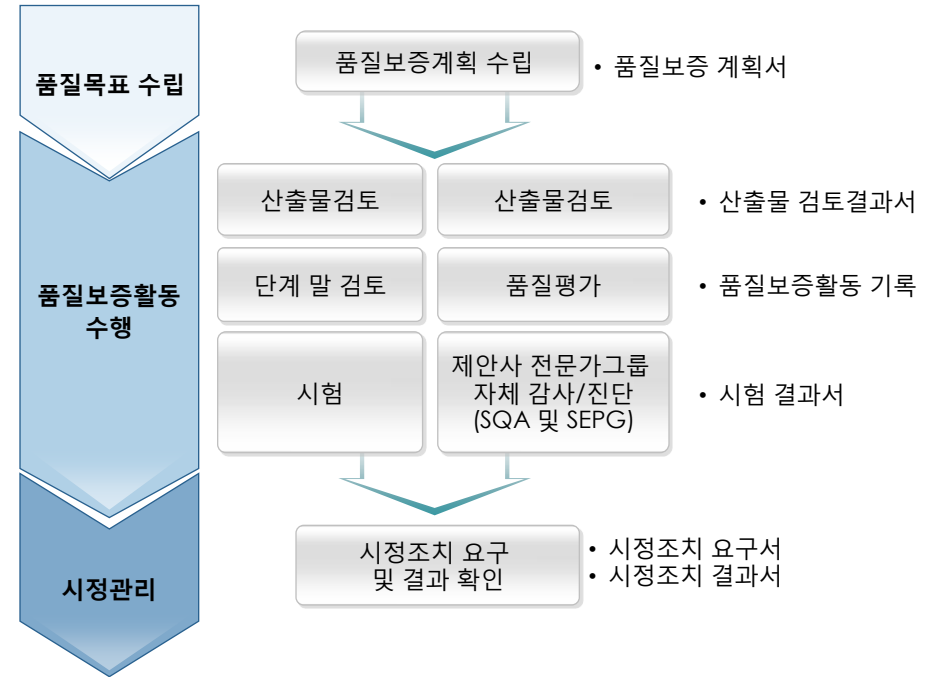 품질목표 수립
품질보증계획 수립
• 품질보증 계획서
품질보증활동
수행
산출물검토
산출물검토
• 산출물 검토결과서
단계 말 검토
품질평가
• 품질보증활동 기록
시험
제안사 전문가그룹
자체 감사/진단
(SQA 및 SEPG)
• 시험 결과서
시정관리
시정조치 요구
및 결과 확인
• 시정조치 요구서
• 시정조치 결과서